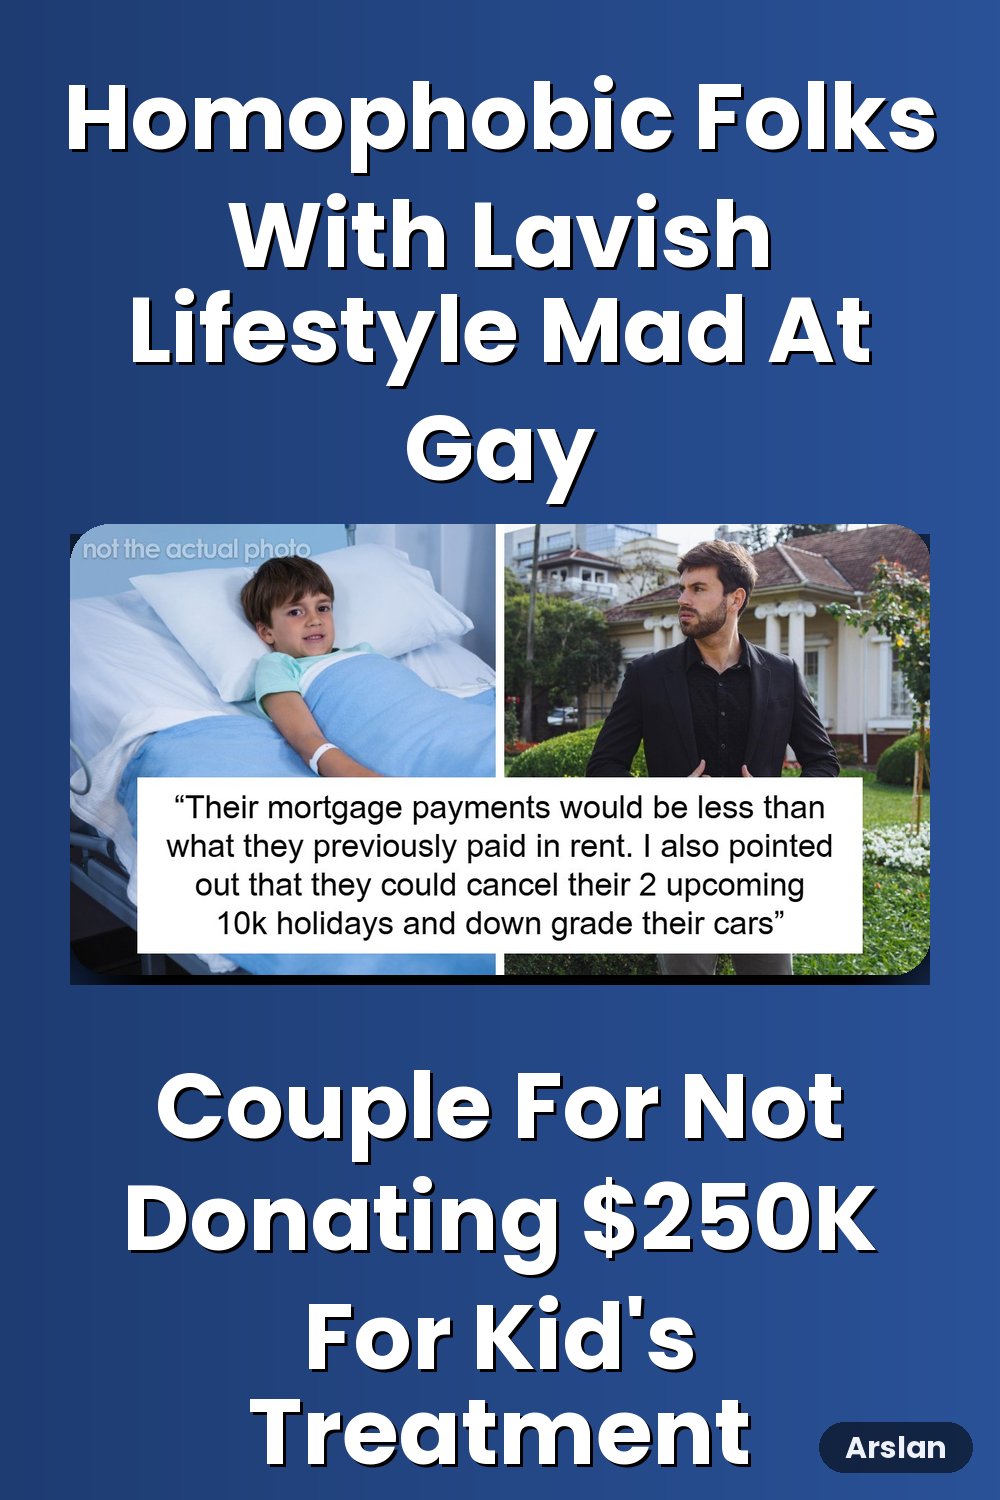 Homophobic Folks
With Lavish
Lifestyle Mad At
Gay
not the actual photo
“Their mortgage payments would be less than
what they previously paid in rent. I also pointed
out that they could cancel their 2 upcoming
10k holidays and down grade their cars”
Couple For Not
Donating $250K
For Kid's
Treatment
Arslan